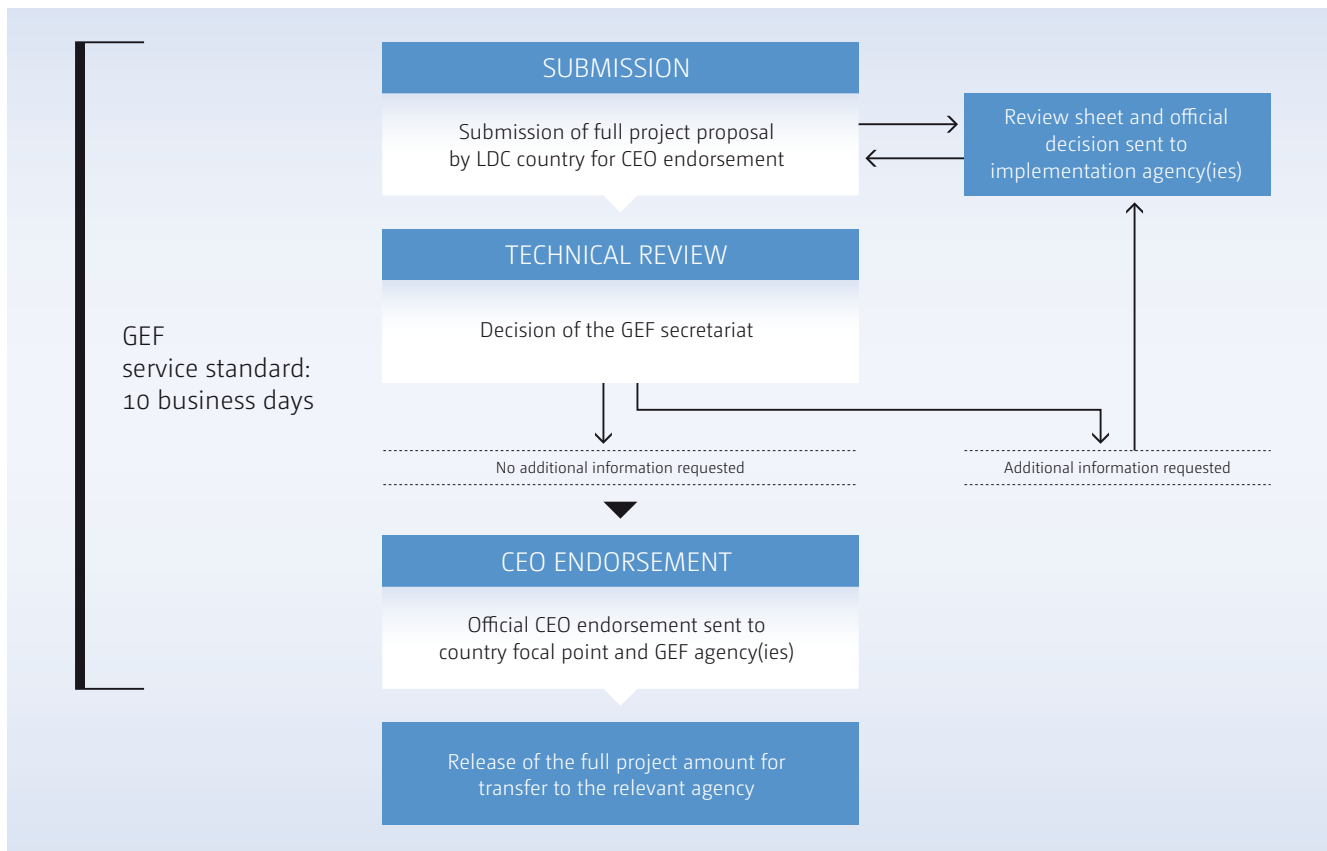 SUBMISSION
Submission of full project proposal
by LDC country for CEO endorsement
Review sheet and official
decision sent to
implementation agency(ies)
TECHNICAL REVIEW
Decision of the GEF secretariat
GEF
service standard:
10 business days
No additional information requested
Additional information requested
CEO ENDORSEMENT
Official CEO endorsement sent to
country focal point and GEF agency(ies)
Release of the full project amount for
transfer to the relevant agency